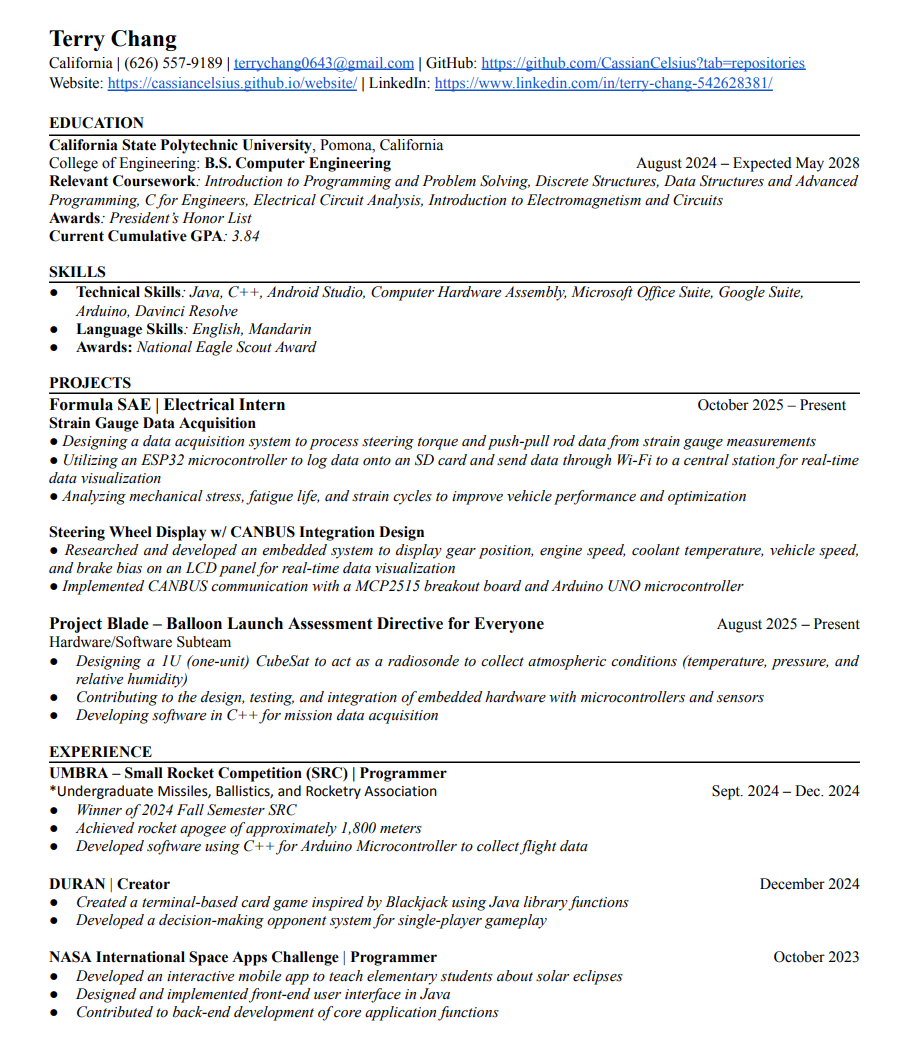 Terry Chang
California | (626) 557-9189 | terrychang0643@gmail.com | GitHub: https://github.com/CassianCelsius?tab=repositories
Website: https://cassiancelsius.github.io/website/ | LinkedIn: https://www.linkedin.com/in/terry-chang-542628381/
EDUCATION
California State Polytechnic University, Pomona, California
College of Engineering: B.S. Computer Engineering August 2024 – Expected May 2028
Relevant Coursework: Introduction to Programming and Problem Solving, Discrete Structures, Data Structures and Advanced
Programming, C for Engineers, Electrical Circuit Analysis, Introduction to Electromagnetism and Circuits
Awards: President's Honor List
Current Cumulative GPA: 3.84
SKILLS
● Technical Skills: Java, C++, Android Studio, Computer Hardware Assembly, Microsoft Office Suite, Google Suite,
Arduino, Davinci Resolve
● Language Skills: English, Mandarin
● Awards: National Eagle Scout Award
PROJECTS
Formula SAE | Electrical Intern October 2025 – Present
Strain Gauge Data Acquisition
● Designing a data acquisition system to process steering torque and push-pull rod data from strain gauge measurements
● Utilizing an ESP32 microcontroller to log data onto an SD card and send data through Wi-Fi to a central station for real-time
data visualization
● Analyzing mechanical stress, fatigue life, and strain cycles to improve vehicle performance and optimization
Steering Wheel Display w/ CANBUS Integration Design
● Researched and developed an embedded system to display gear position, engine speed, coolant temperature, vehicle speed,
and brake bias on an LCD panel for real-time data visualization
● Implemented CANBUS communication with a MCP2515 breakout board and Arduino UNO microcontroller
Project Blade – Balloon Launch Assessment Directive for Everyone August 2025 – Present
Hardware/Software Subteam
● Designing a 1U (one-unit) CubeSat to act as a radiosonde to collect atmospheric conditions (temperature, pressure, and
relative humidity)
● Contributing to the design, testing, and integration of embedded hardware with microcontrollers and sensors
● Developing software in C++ for mission data acquisition
EXPERIENCE
UMBRA – Small Rocket Competition (SRC) | Programmer
*Undergraduate Missiles, Ballistics, and Rocketry Association Sept. 2024 – Dec. 2024
● Winner of 2024 Fall Semester SRC
● Achieved rocket apogee of approximately 1,800 meters
● Developed software using C++ for Arduino Microcontroller to collect flight data
DURAN | Creator December 2024
● Created a terminal-based card game inspired by Blackjack using Java library functions
● Developed a decision-making opponent system for single-player gameplay
NASA International Space Apps Challenge | Programmer October 2023
● Developed an interactive mobile app to teach elementary students about solar eclipses
● Designed and implemented front-end user interface in Java
● Contributed to back-end development of core application functions